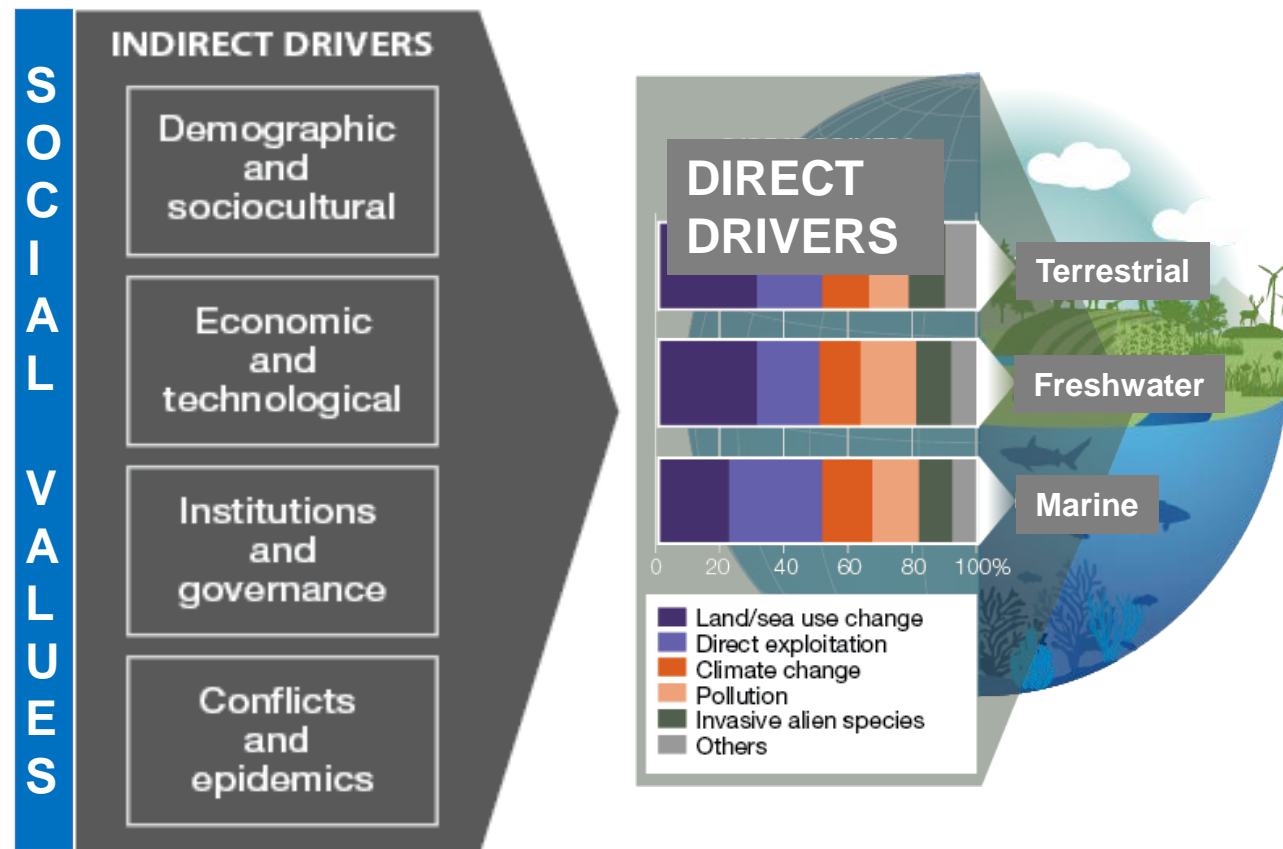 SOCIAL VALUES
INDIRECT DRIVERS
Demographic
and
sociocultural
Economic
and
technological
Institutions
and
governance
Conflicts
and
epidemics
DIRECT
DRIVERS
Terrestrial
Freshwater
Marine
0 20 40 60 80 100%
Land/sea use change
Direct exploitation
Climate change
Pollution
Invasive alien species
Others